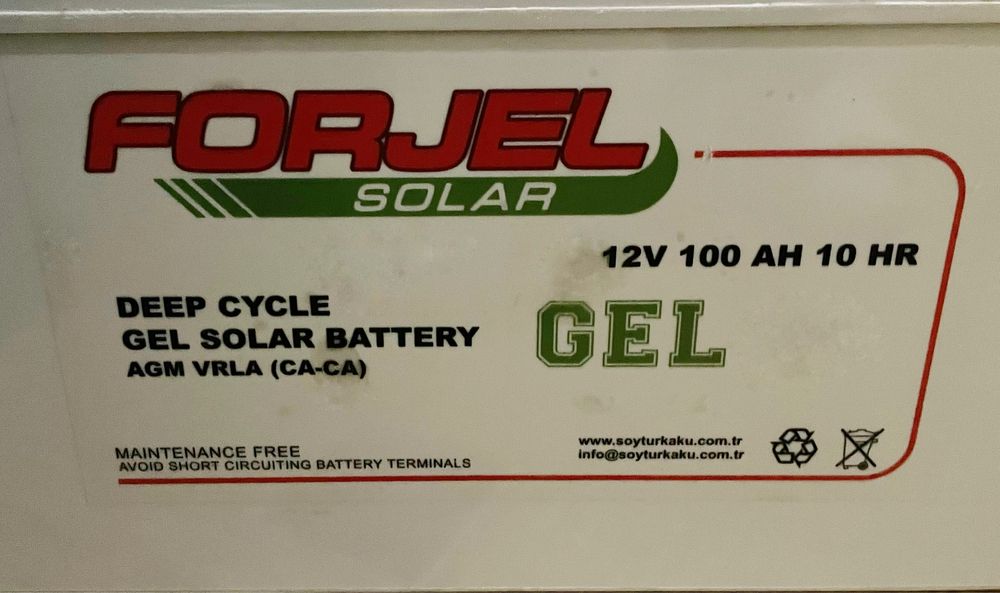 FORJEL
SOLAR
12V 100 AH 10 HR
DEEP CYCLE
GEL SOLAR BATTERY
AGM VRLA (CA-CA)
GEL
MAINTENANCE FREE
AVOID SHORT CIRCUITING BATTERY TERMINALS
www.soyturkaku.com.tr
info@soyturkaku.com.tr